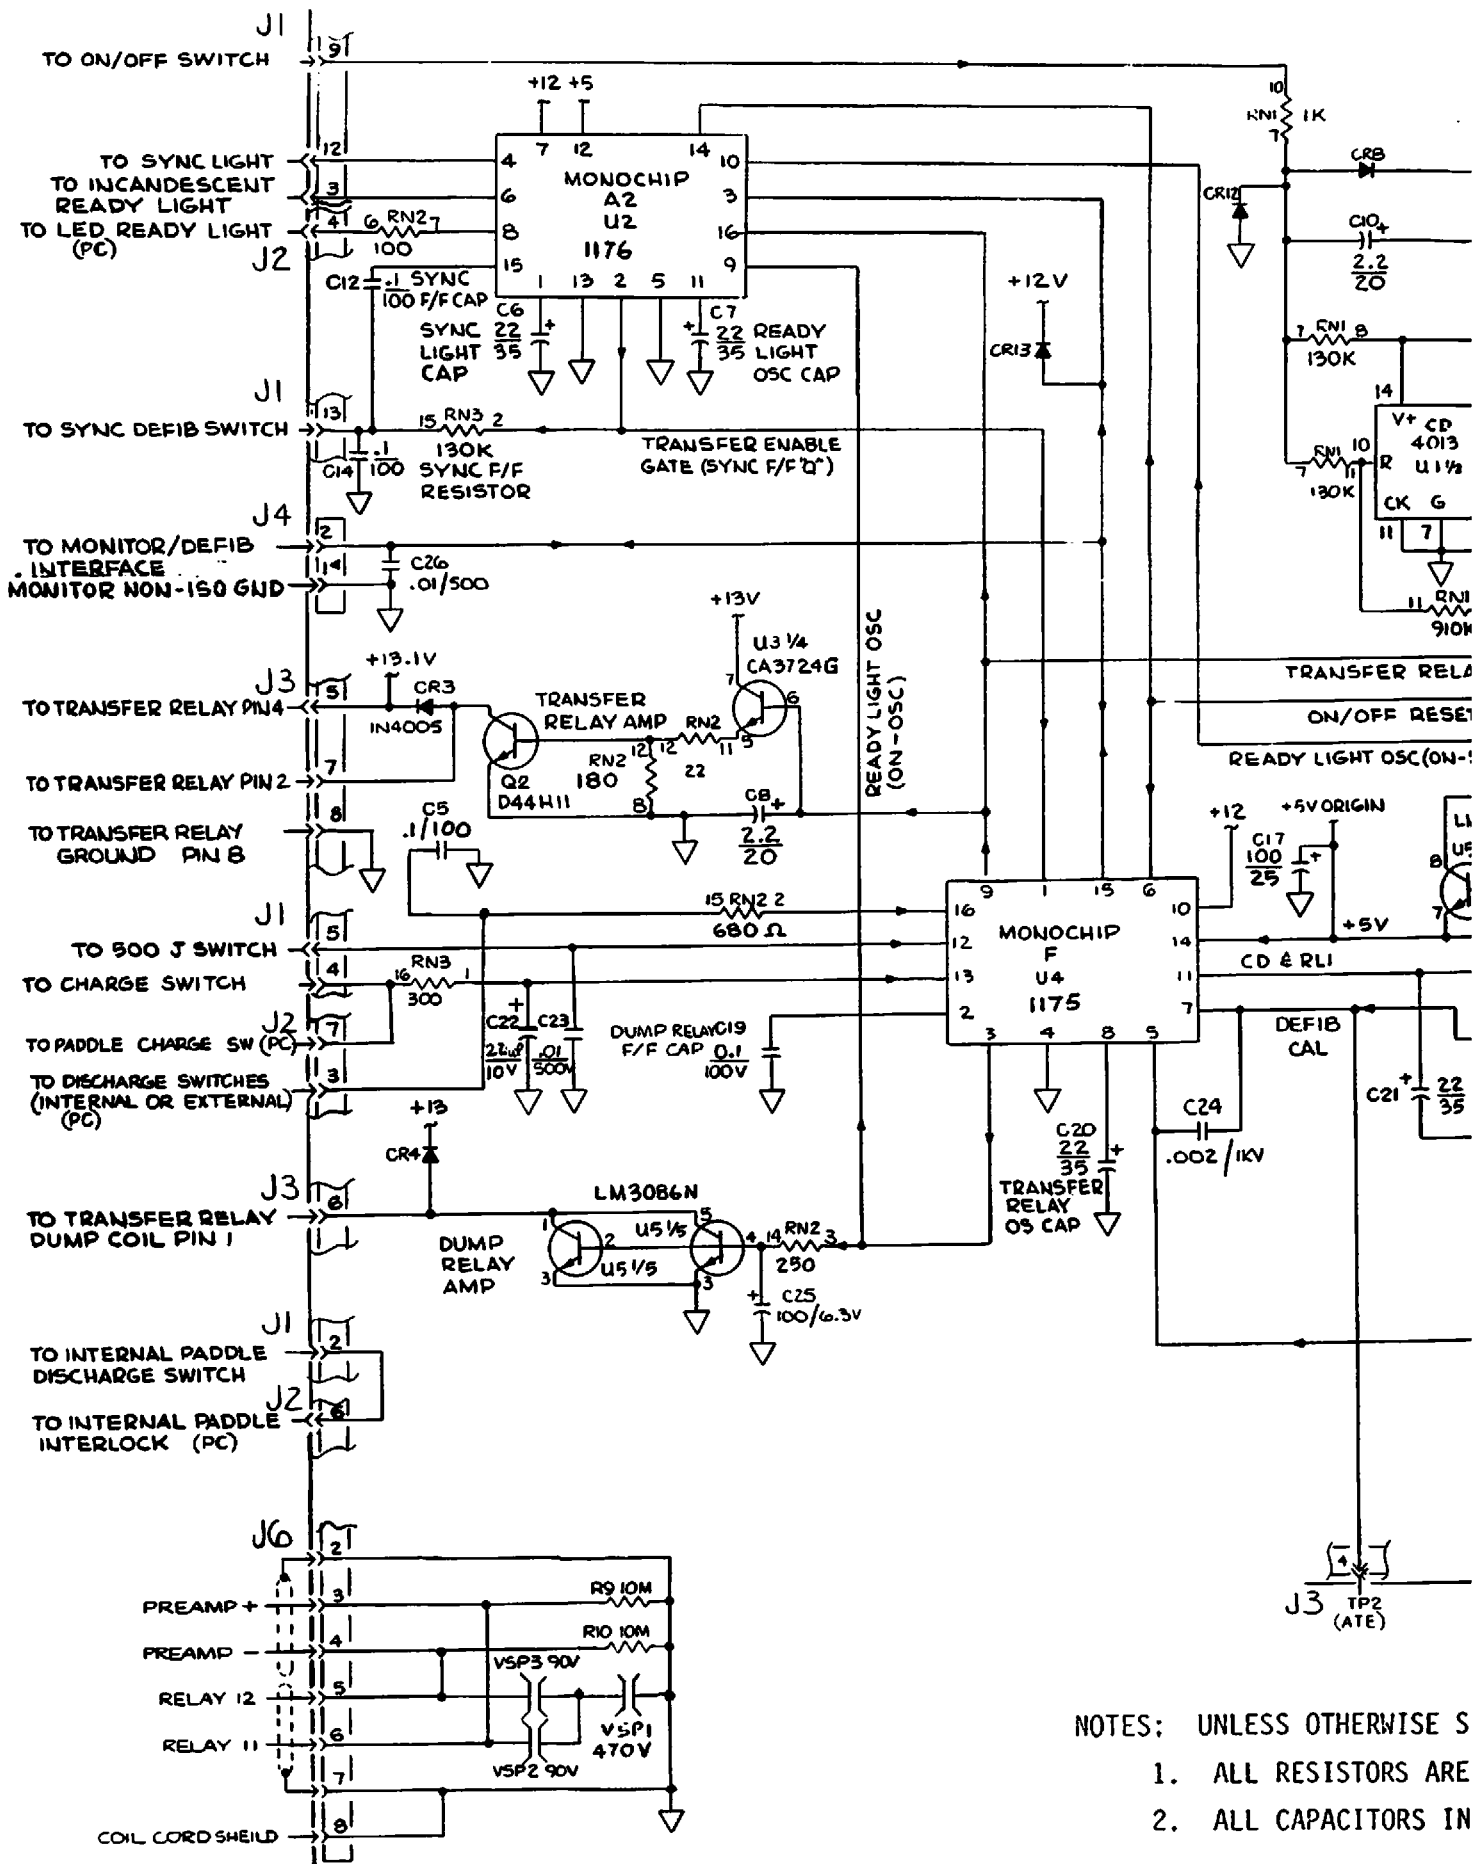 J1
9
TO ON/OFF SWITCH
+12 +5
10
RN1 1K
7
7 12 14
12
TO SYNC LIGHT
4
10
CR8
3
TO INCANDESCENT
READY LIGHT
6
MONOCHIP
A2
U2
1176
3
CR12
4
TO LED READY LIGHT
(PC)
6 RN2 7
100
8
16
C10 +
2.2
20
J2
15
9
C12 .1 SYNC
100 F/F CAP
1 13 2 5 11
+12V
C6
SYNC 22 +
LIGHT 35
CAP
C7
+ 22 READY
35 LIGHT
OSC CAP
CR13
7 RN1 8
130K
J1
13
TO SYNC DEFIB SWITCH
15 RN3 2
130K
SYNC F/F
RESISTOR
C14 .1
100
TRANSFER ENABLE
GATE (SYNC F/F "Q")
14
V+ CD
4013
U1 1/2
10
R
7 RN1 11
130K
CK G
11 7
J4
2
TO MONITOR/DEFIB
INTERFACE
14
MONITOR NON-ISO GND
C26
.01/500
11 RN1
910K
+13V
U3 1/4
CA3724G
7
6
5
READY LIGHT OSC
(ON-OSC)
TRANSFER RELA
+13.1V
J3
5
TO TRANSFER RELAY PIN 4
CR3
1N4005
TRANSFER
RELAY AMP
RN2
12 11
22
12
RN2
180
8
Q2
D44H11
ON/OFF RESET
7
TO TRANSFER RELAY PIN 2
READY LIGHT OSC (ON-S
8
TO TRANSFER RELAY
GROUND PIN 8
C5
.1/100
C8 +
2.2
20
+12
+5V ORIGIN
C17
100 +
25
LM
U5
8
7
9 1 15 6
J1
15 RN2 2
680 Ω
16
10
5
TO 500 J SWITCH
12
MONOCHIP
F
U4
1175
14
+5V
4
TO CHARGE SWITCH
16 RN3 1
300
13
11
CD & RL1
2
7
J2
7
TO PADDLE CHARGE SW (PC)
C22 +
22uf
10V
C23
.01
500V
DUMP RELAY C19
F/F CAP 0.1
100V
3 4 8 5
DEFIB
CAL
3
TO DISCHARGE SWITCHES
(INTERNAL OR EXTERNAL)
(PC)
C21 + 22
35
+13
CR4
C20
22 +
35
TRANSFER
RELAY
OS CAP
C24
.002/1KV
J3
6
TO TRANSFER RELAY
DUMP COIL PIN 1
LM3086N
DUMP
RELAY
AMP
1
2
3
U5 1/5
U5 1/5
5
4
3
14 RN2 3
250
+ C25
100/6.3V
J1
2
TO INTERNAL PADDLE
DISCHARGE SWITCH
J2
6
TO INTERNAL PADDLE
INTERLOCK (PC)
J6
2
4
J3 TP2
(ATE)
3
PREAMP +
R9 10M
4
PREAMP -
R10 10M
VSP3 90V
5
RELAY 12
VSP1
470V
6
RELAY 11
VSP2 90V
7
8
COIL CORD SHEILD
NOTES: UNLESS OTHERWISE S
1. ALL RESISTORS ARE
2. ALL CAPACITORS IN